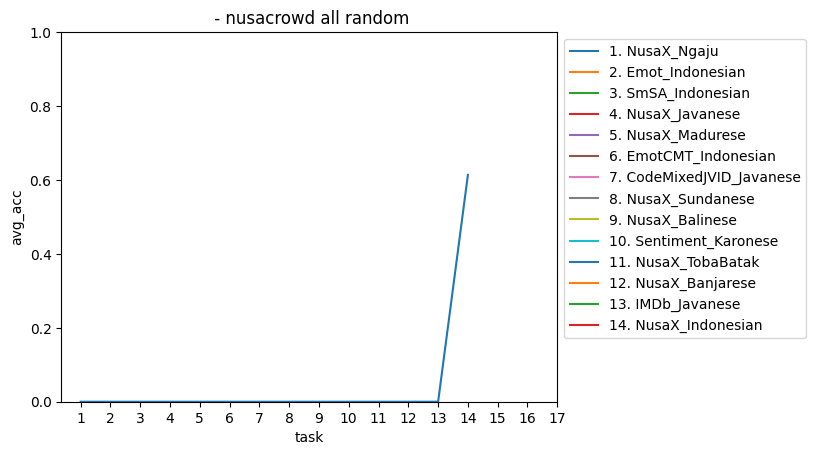 - nusacrowd all random
avg_acc
1.0
0.8
0.6
0.4
0.2
0.0
1 2 3 4 5 6 7 8 9 10 11 12 13 14 15 16 17
task
1. NusaX_Ngaju
2. Emot_Indonesian
3. SmSA_Indonesian
4. NusaX_Javanese
5. NusaX_Madurese
6. EmotCMT_Indonesian
7. CodeMixedJVID_Javanese
8. NusaX_Sundanese
9. NusaX_Balinese
10. Sentiment_Karonese
11. NusaX_TobaBatak
12. NusaX_Banjarese
13. IMDb_Javanese
14. NusaX_Indonesian